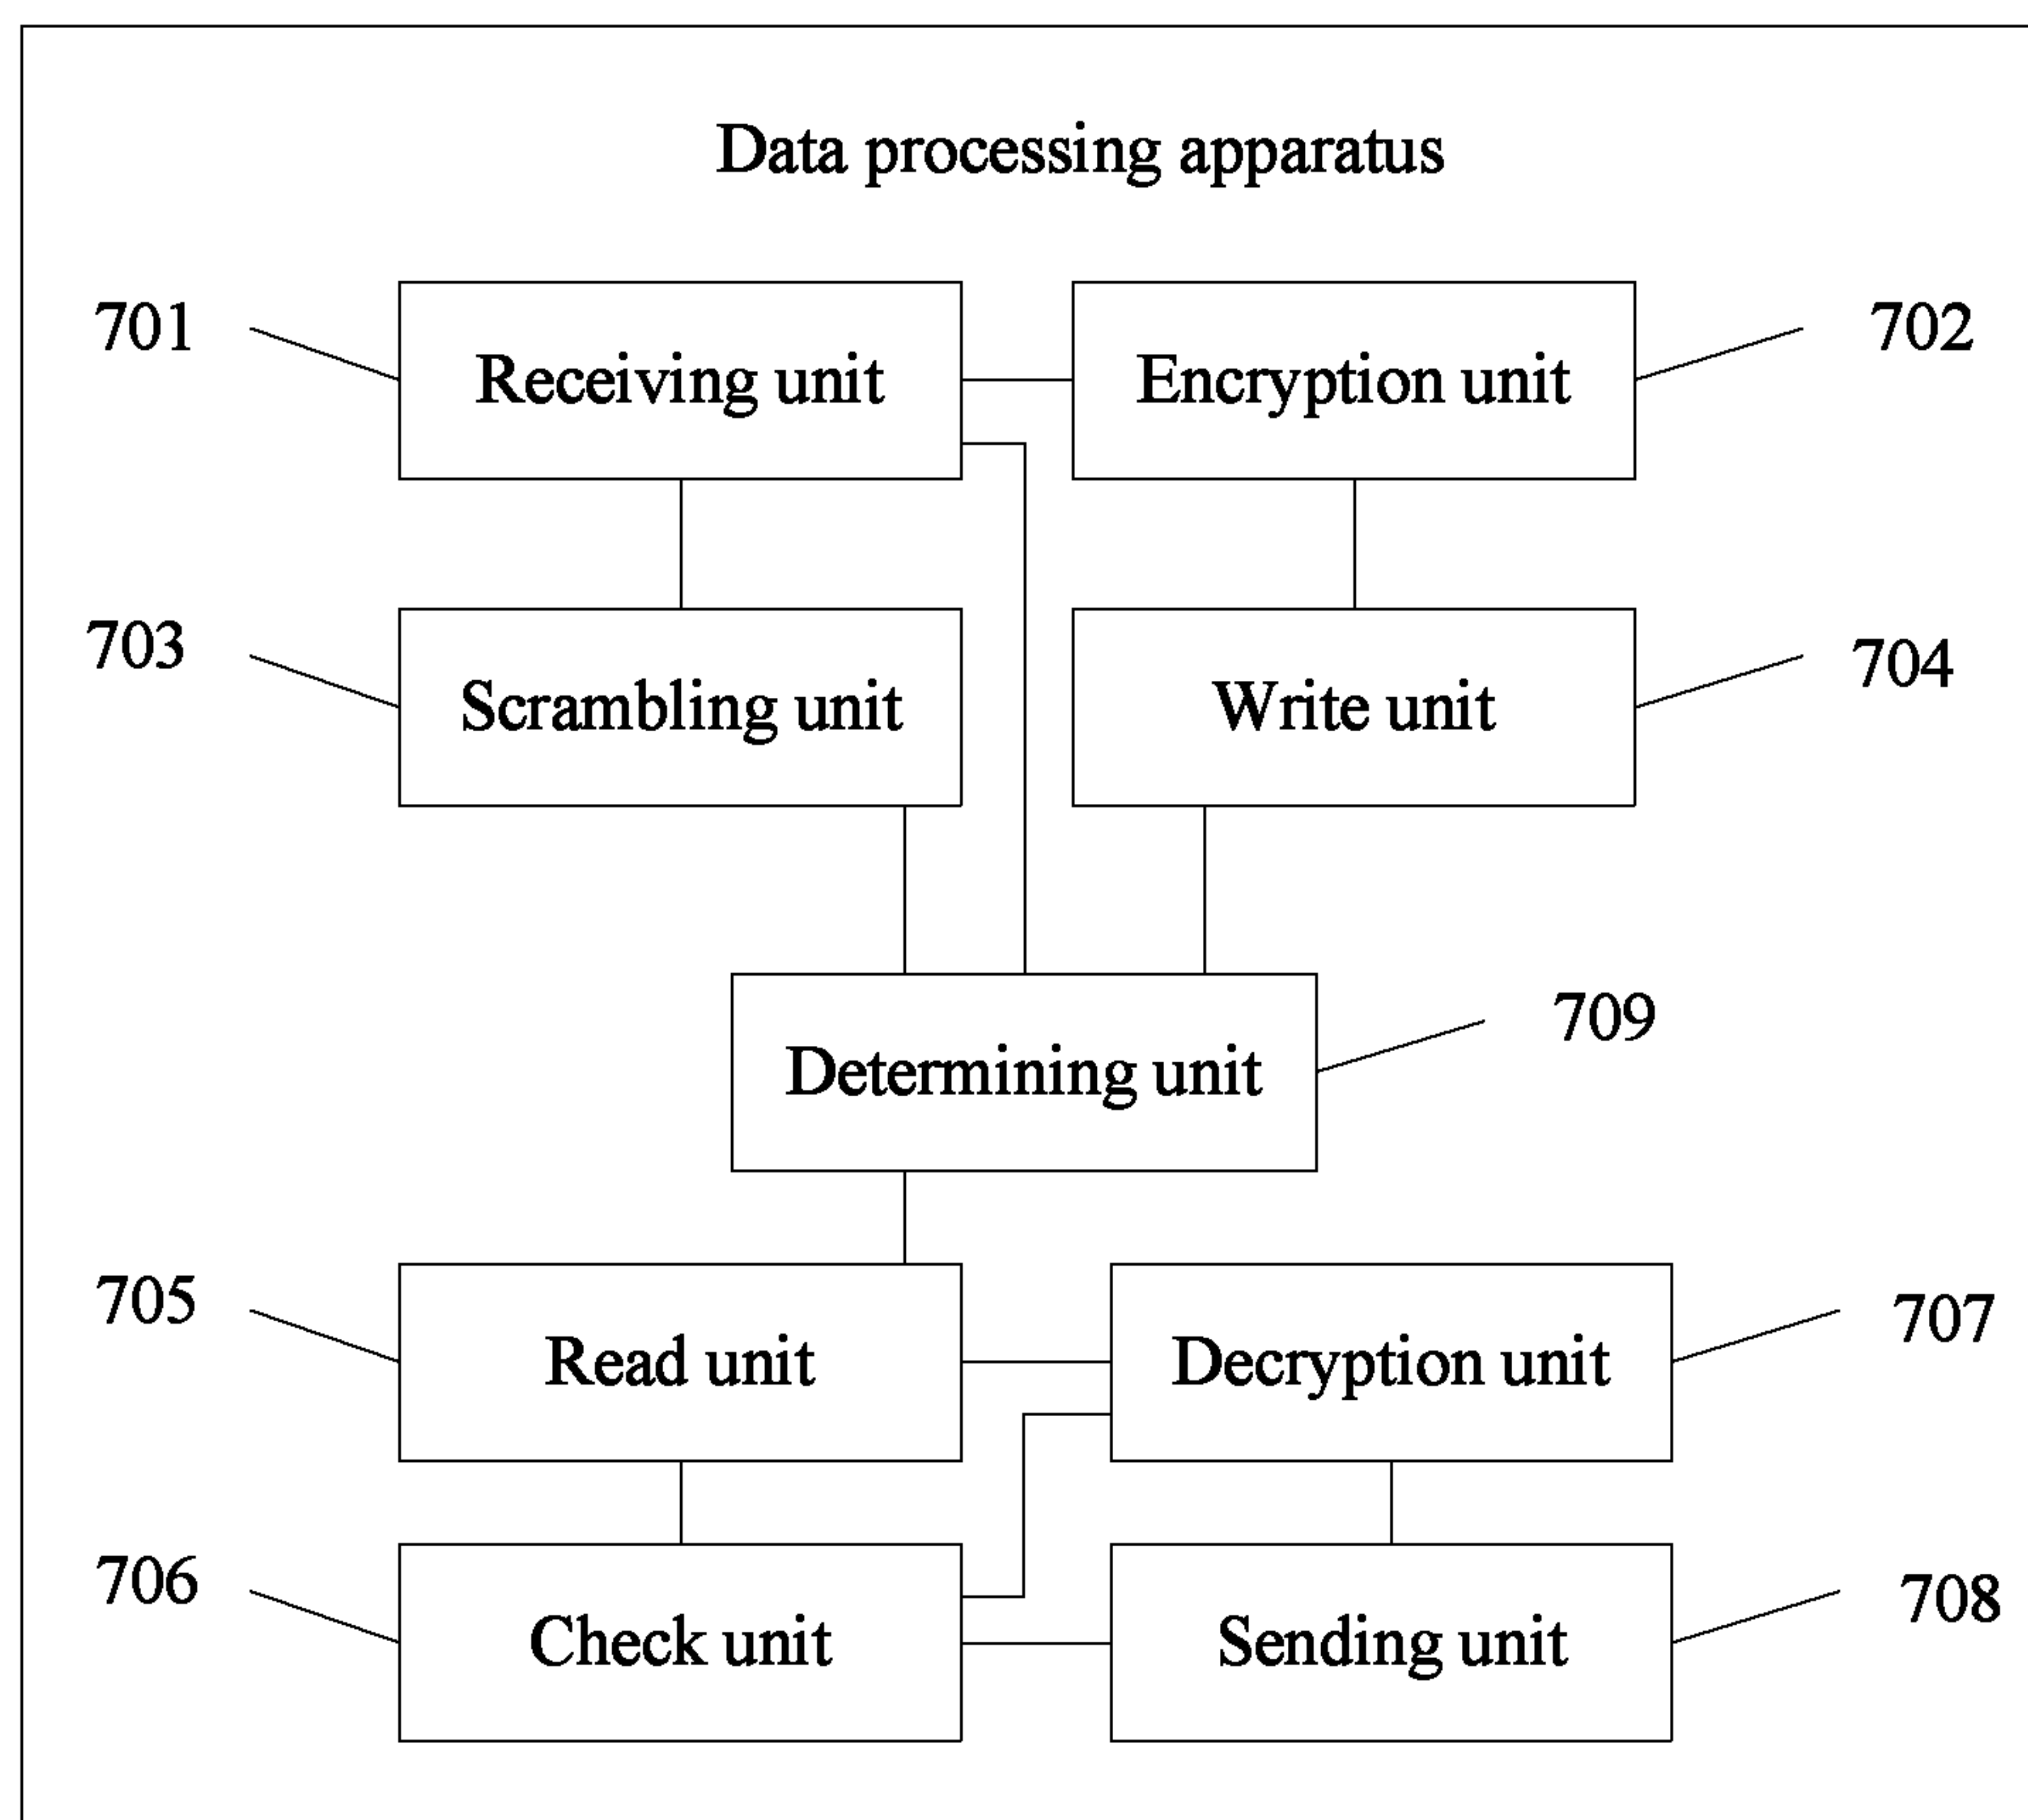 Data processing apparatus
701
Receiving unit
Encryption unit
702
703
Scrambling unit
Write unit
704
Determining unit
709
705
Read unit
Decryption unit
707
706
Check unit
Sending unit
708